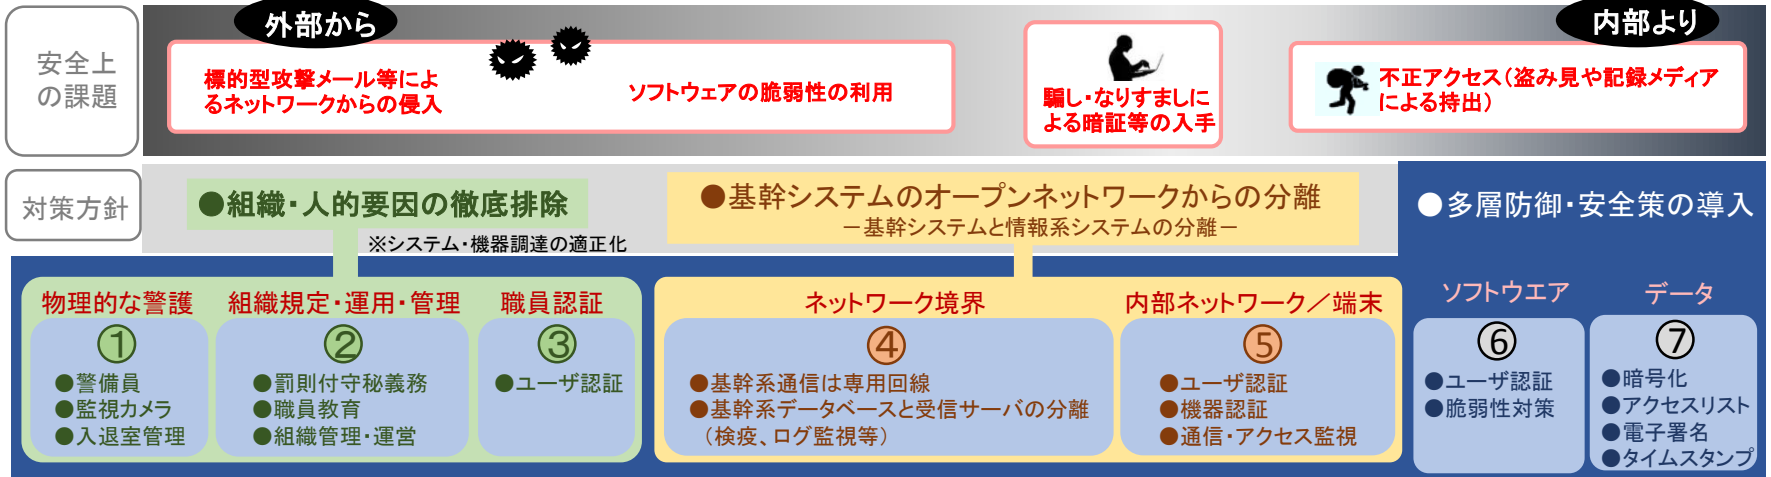 安全上
の課題
外部から
標的型攻撃メール等によ
るネットワークからの侵入
ソフトウェアの脆弱性の利用
騙し・なりすましに
よる暗証等の入手
内部より
不正アクセス（盗み見や記録メディア
による持出）
対策方針
●組織・人的要因の徹底排除
※システム・機器調達の適正化
●基幹システムのオープンネットワークからの分離
－基幹システムと情報系システムの分離－
●多層防御・安全策の導入
物理的な警護
①
●警備員
●監視カメラ
●入退室管理
組織規定・運用・管理
②
●罰則付守秘義務
●職員教育
●組織管理・運営
職員認証
③
●ユーザ認証
ネットワーク境界
④
●基幹系通信は専用回線
●基幹系データベースと受信サーバの分離
（検疫、ログ監視等）
内部ネットワーク／端末
⑤
●ユーザ認証
●機器認証
●通信・アクセス監視
ソフトウエア
⑥
●ユーザ認証
●脆弱性対策
データ
⑦
●暗号化
●アクセスリスト
●電子署名
●タイムスタンプ